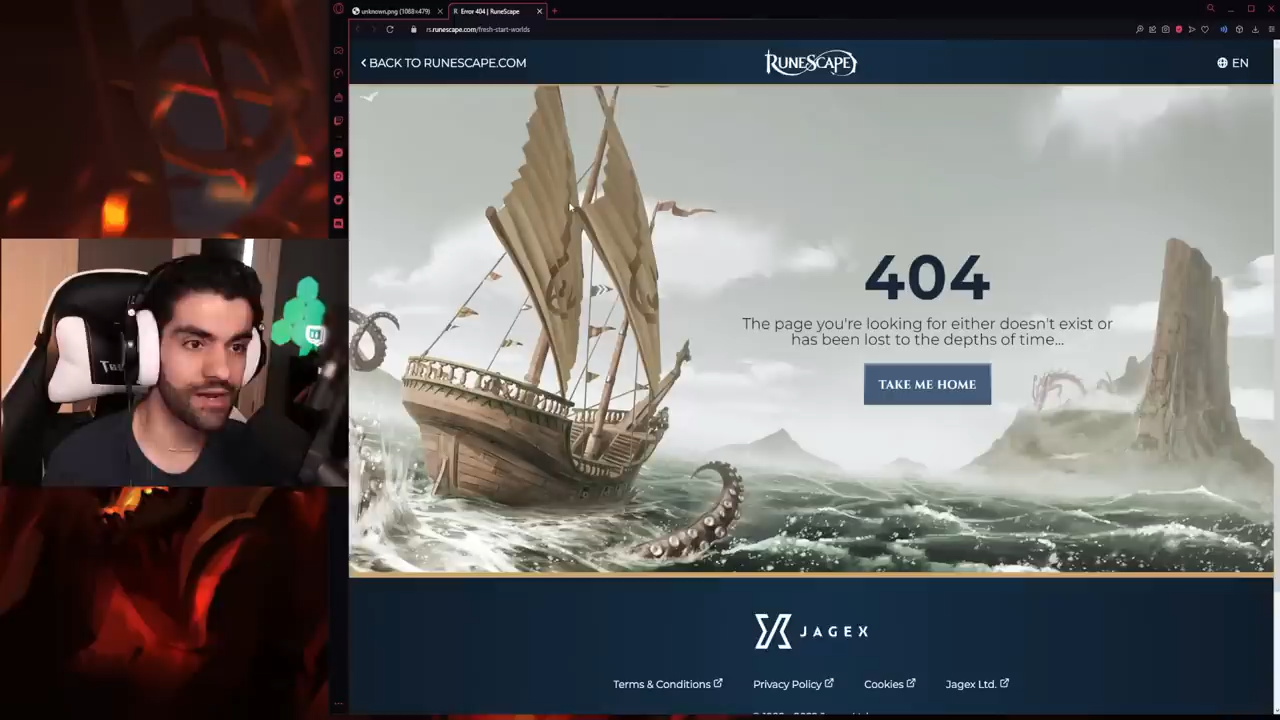 unknown.png (1088×479)
Error 404 | RuneScape
rs.runescape.com/fresh-start-worlds
BACK TO RUNESCAPE.COM
RUNESCAPE
EN
404
The page you're looking for either doesn't exist or
has been lost to the depths of time...
TAKE ME HOME
JAGEX
Terms & Conditions
Privacy Policy
Cookies
Jagex Ltd.